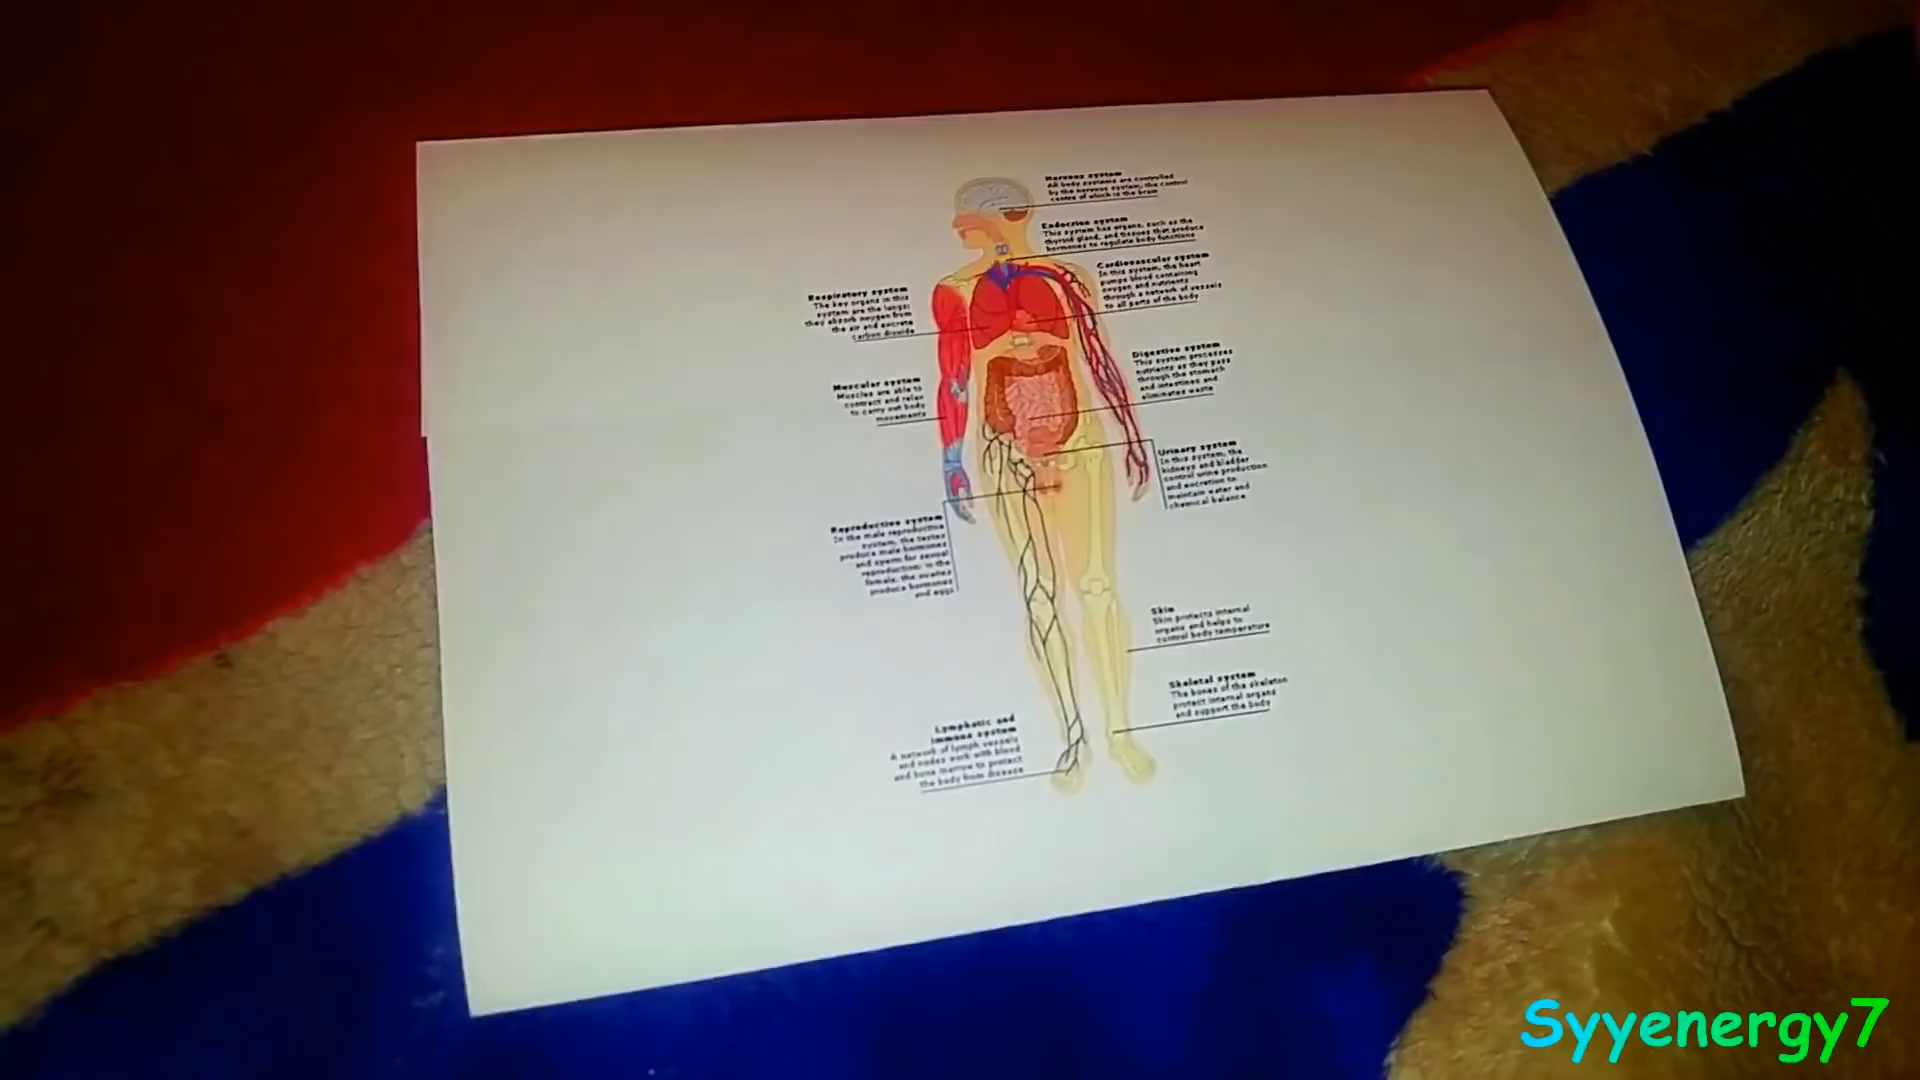 Nervous system
All body systems are controlled
by the nervous system, the control
centre of which is the brain
Endocrine system
This system has organs, such as the
thyroid gland, and tissues that produce
hormones to regulate body functions
Cardiovascular system
In this system, the heart
pumps blood containing
oxygen and nutrients
through a network of vessels
to all parts of the body
Respiratory system
The key organs in this
system are the lungs;
they absorb oxygen from
the air and excrete
carbon dioxide
Digestive system
This system processes
nutrients as they pass
through the stomach
and intestines and
eliminates waste
Muscular system
Muscles are able to
contract and relax
to carry out body
movements
Urinary system
In this system, the
kidneys and bladder
control urine production
and excretion to
maintain water and
chemical balance
Reproductive system
In the male reproductive
system, the testes
produce male hormones
and sperm for sexual
reproduction; in the
female, the ovaries
produce hormones
and eggs
Skin
Skin protects internal
organs and helps to
control body temperature
Skeletal system
The bones of the skeleton
protect internal organs
and support the body
Lymphatic and
immune system
A network of lymph vessels
and nodes work with blood
and bone marrow to protect
the body from disease
Syyenergy7